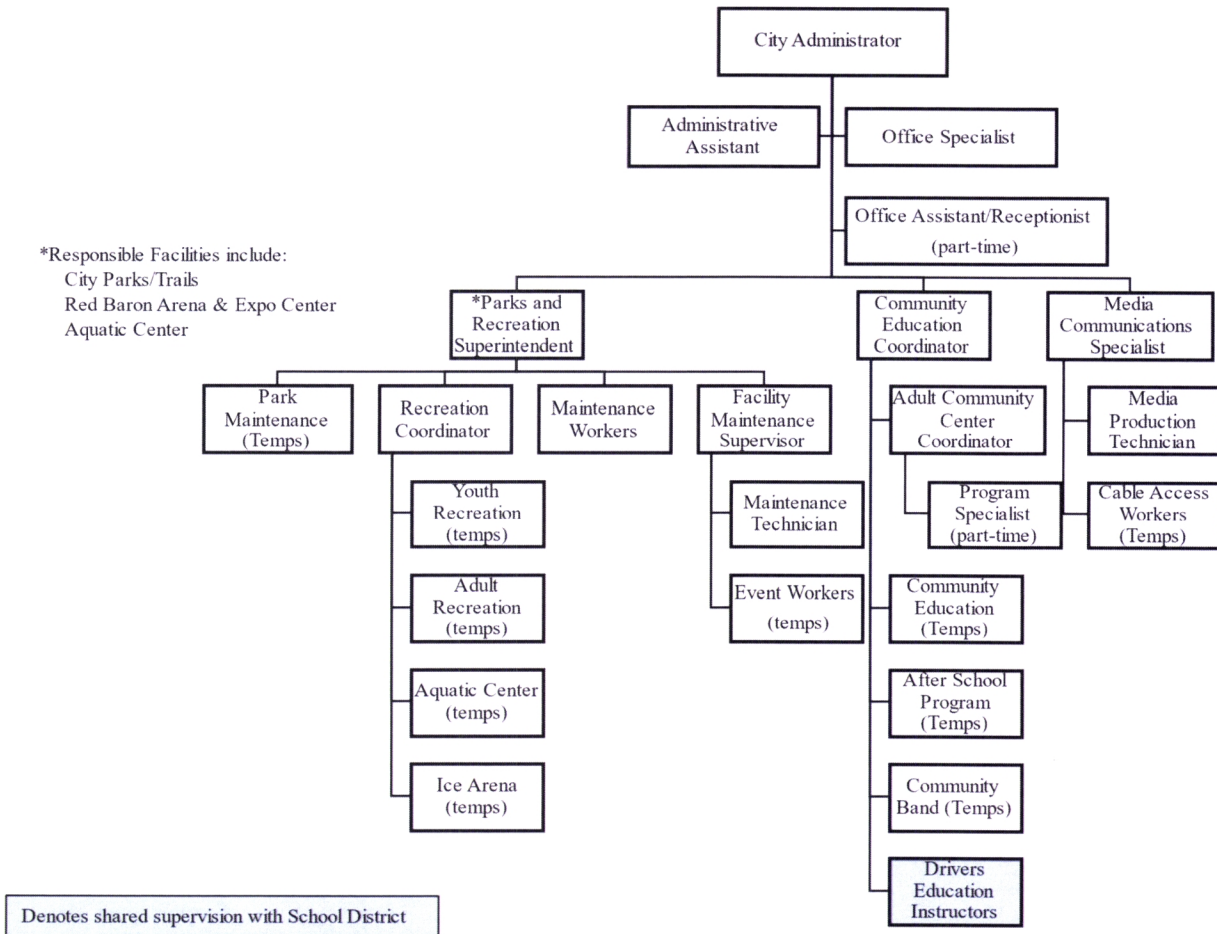 City Administrator
Administrative
Assistant
Office Specialist
Office Assistant/Receptionist
(part-time)
*Responsible Facilities include:
City Parks/Trails
Red Baron Arena & Expo Center
Aquatic Center
*Parks and
Recreation
Superintendent
Community
Education
Coordinator
Media
Communications
Specialist
Park
Maintenance
(Temps)
Recreation
Coordinator
Maintenance
Workers
Facility
Maintenance
Supervisor
Adult Community
Center
Coordinator
Media
Production
Technician
Youth
Recreation
(temps)
Maintenance
Technician
Program
Specialist
(part-time)
Cable Access
Workers
(Temps)
Adult
Recreation
(temps)
Event Workers
(temps)
Community
Education
(Temps)
Aquatic Center
(temps)
After School
Program
(Temps)
Ice Arena
(temps)
Community
Band (Temps)
Drivers
Education
Instructors
Denotes shared supervision with School District